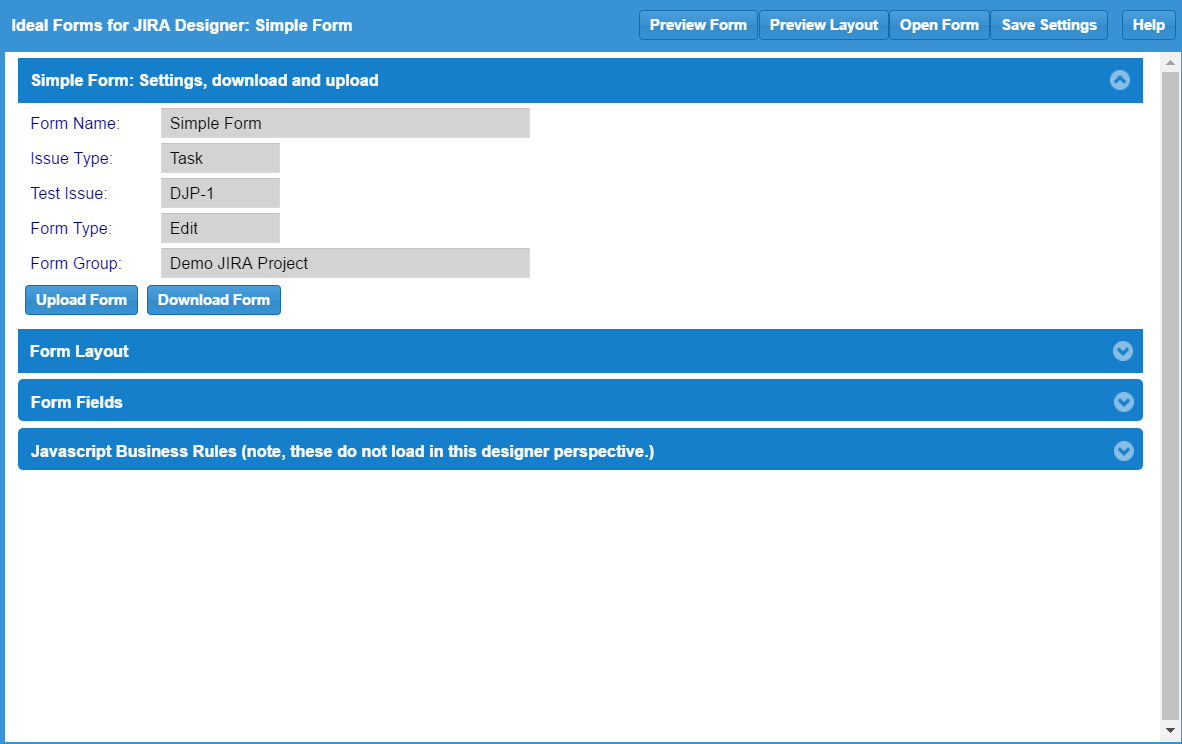 Ideal Forms for JIRA Designer: Simple Form
Preview Form Preview Layout Open Form Save Settings Help
Simple Form: Settings, download and upload
Form Name: Simple Form
Issue Type: Task
Test Issue: DJP-1
Form Type: Edit
Form Group: Demo JIRA Project
Upload Form Download Form
Form Layout
Form Fields
Javascript Business Rules (note, these do not load in this designer perspective.)